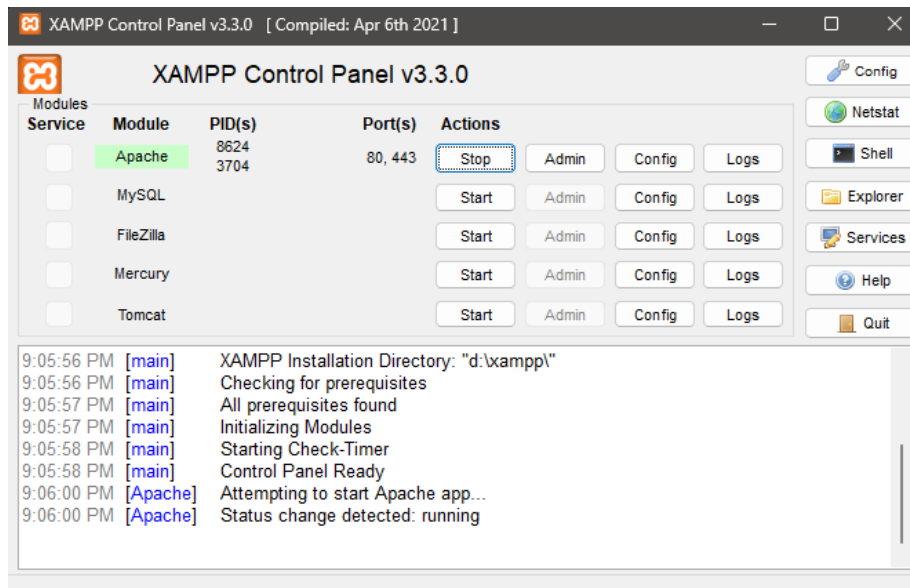 XAMPP Control Panel v3.3.0 [ Compiled: Apr 6th 2021 ]
XAMPP Control Panel v3.3.0
Config
Netstat
Shell
Explorer
Services
Help
Quit
Modules
Service Module PID(s) Port(s) Actions
Apache 8624 3704 80, 443 Stop Admin Config Logs
MySQL Start Admin Config Logs
FileZilla Start Admin Config Logs
Mercury Start Admin Config Logs
Tomcat Start Admin Config Logs
9:05:56 PM [main] XAMPP Installation Directory: "d:\xampp\"
9:05:56 PM [main] Checking for prerequisites
9:05:57 PM [main] All prerequisites found
9:05:57 PM [main] Initializing Modules
9:05:58 PM [main] Starting Check-Timer
9:05:58 PM [main] Control Panel Ready
9:06:00 PM [Apache] Attempting to start Apache app...
9:06:00 PM [Apache] Status change detected: running